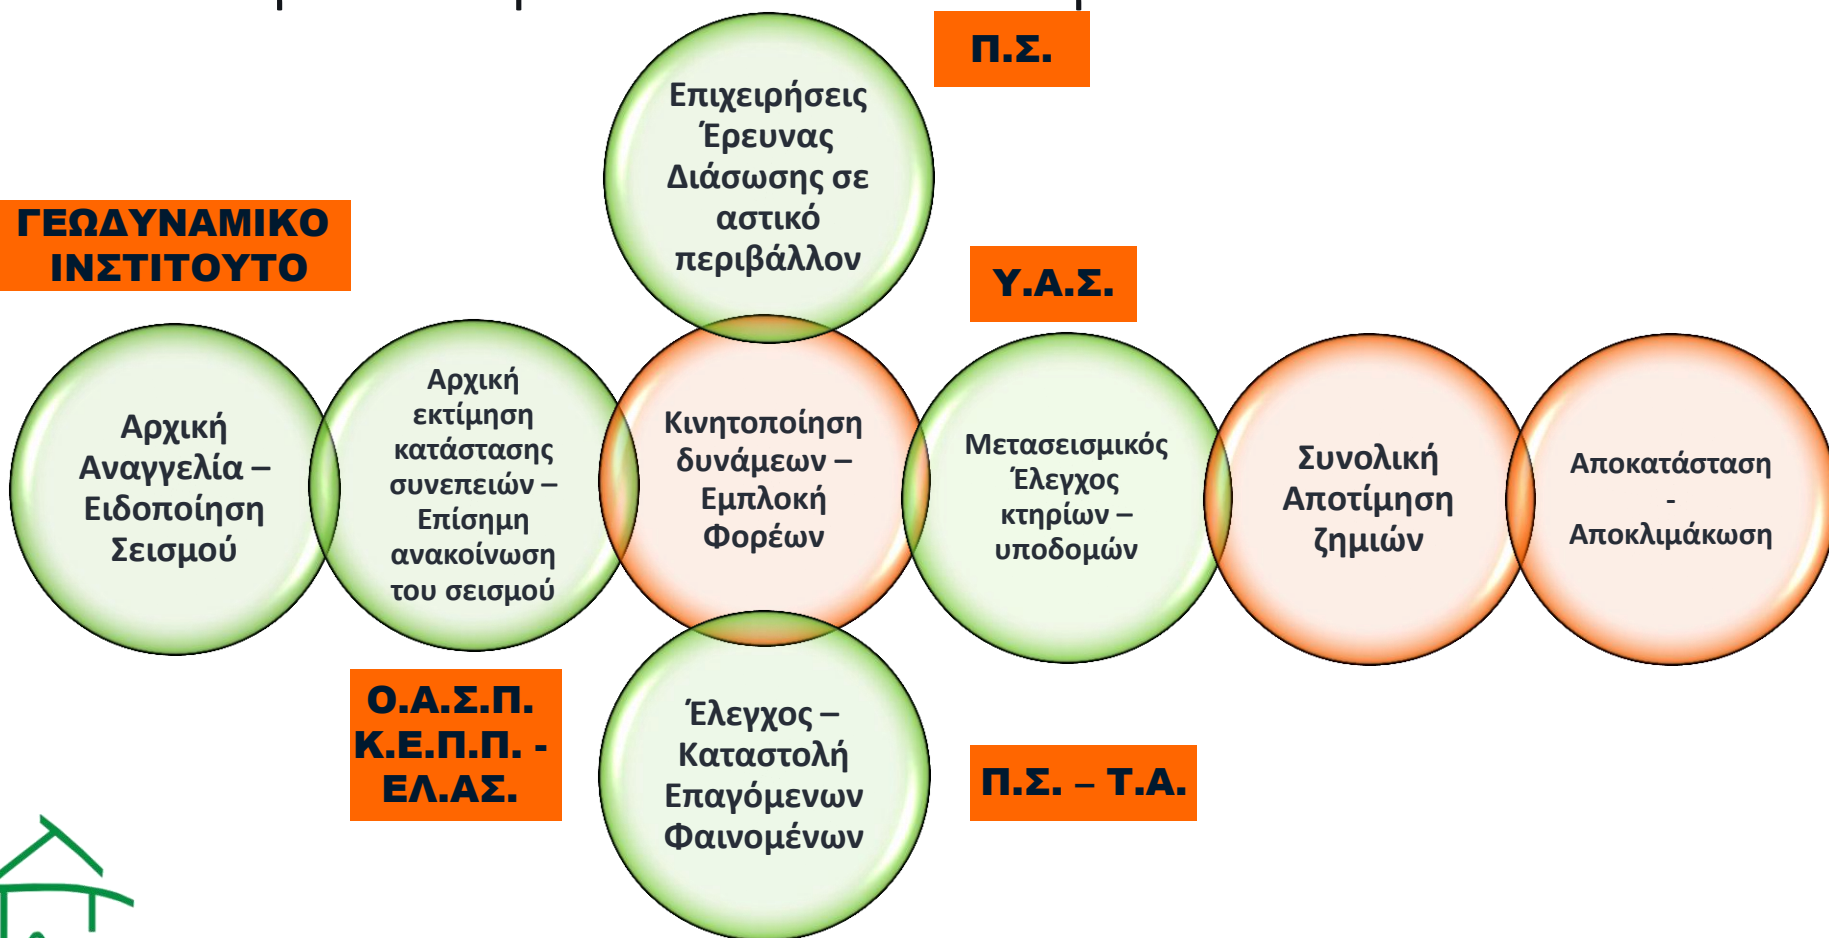 Π.Σ.
Επιχειρήσεις
Έρευνας
Διάσωσης σε
αστικό
περιβάλλον
ΓΕΩΔΥΝΑΜΙΚΟ
ΙΝΣΤΙΤΟΥΤΟ
Υ.Α.Σ.
Αρχική
Αναγγελία –
Ειδοποίηση
Σεισμού
Αρχική
εκτίμηση
κατάστασης
συνεπειών –
Επίσημη
ανακοίνωση
του σεισμού
Κινητοποίηση
δυνάμεων –
Εμπλοκή
Φορέων
Μετασεισμικός
Έλεγχος
κτηρίων –
υποδομών
Συνολική
Αποτίμηση
ζημιών
Αποκατάσταση
-
Αποκλιμάκωση
Ο.Α.Σ.Π.
Κ.Ε.Π.Π. -
ΕΛ.ΑΣ.
Έλεγχος –
Καταστολή
Επαγόμενων
Φαινομένων
Π.Σ. – Τ.Α.